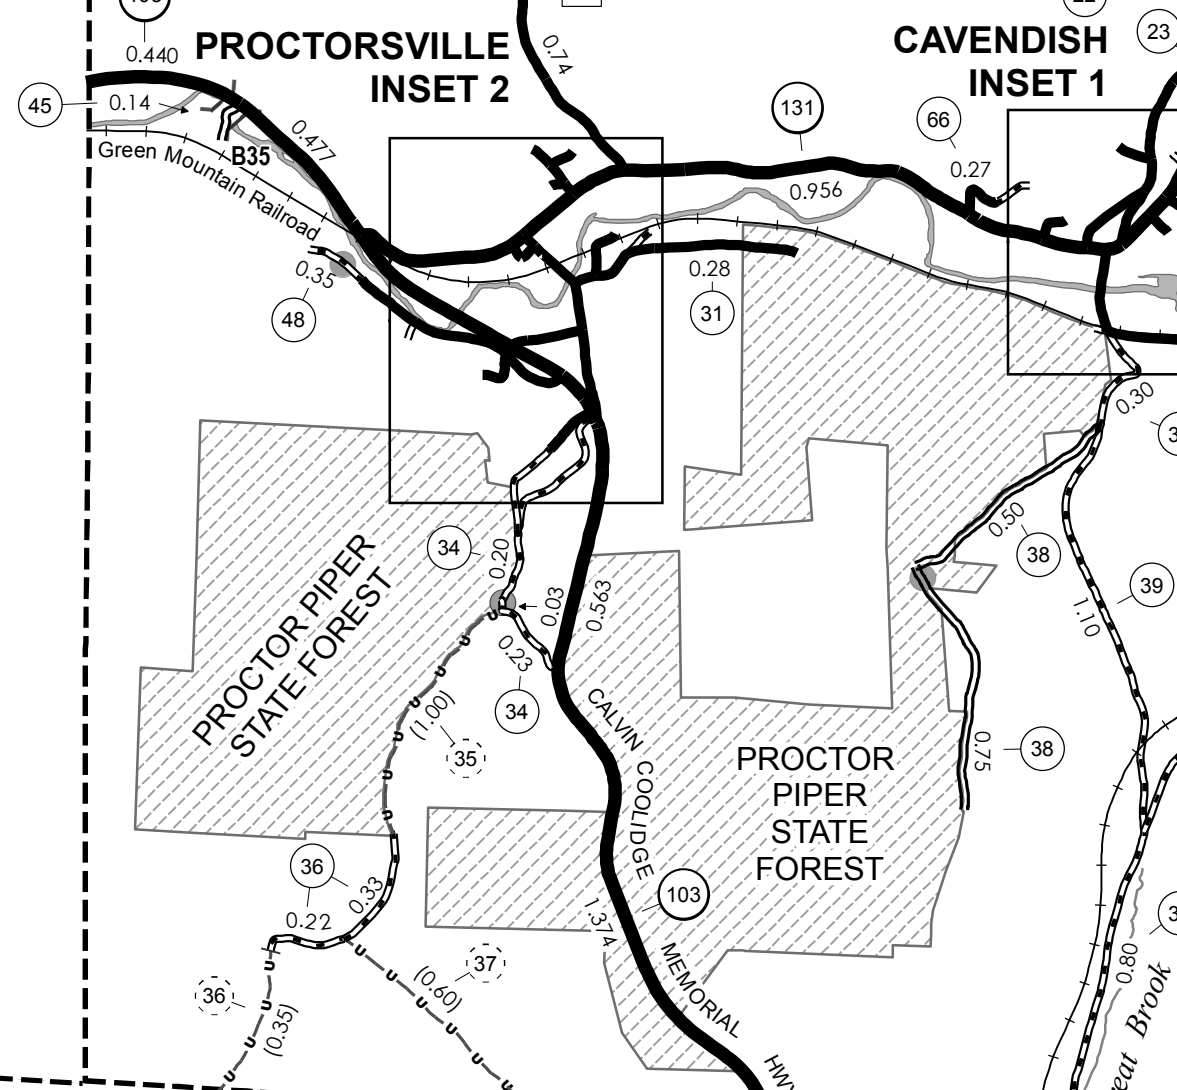 0.440
PROCTORSVILLE
INSET 2
0.74
CAVENDISH
INSET 1
23
45
0.14
131
66
0.27
B35
0.477
Green Mountain Railroad
0.956
0.35
48
0.28
31
0.30
0.50
38
34
0.20
39
1.10
0.03
0.563
PROCTOR PIPER
STATE FOREST
0.23
34
(1.00)
35
CALVIN COOLIDGE MEMORIAL HWY
0.75
38
PROCTOR
PIPER
STATE
FOREST
36
0.33
0.22
103
1.374
37
(0.60)
36
(0.35)
0.80
Brook